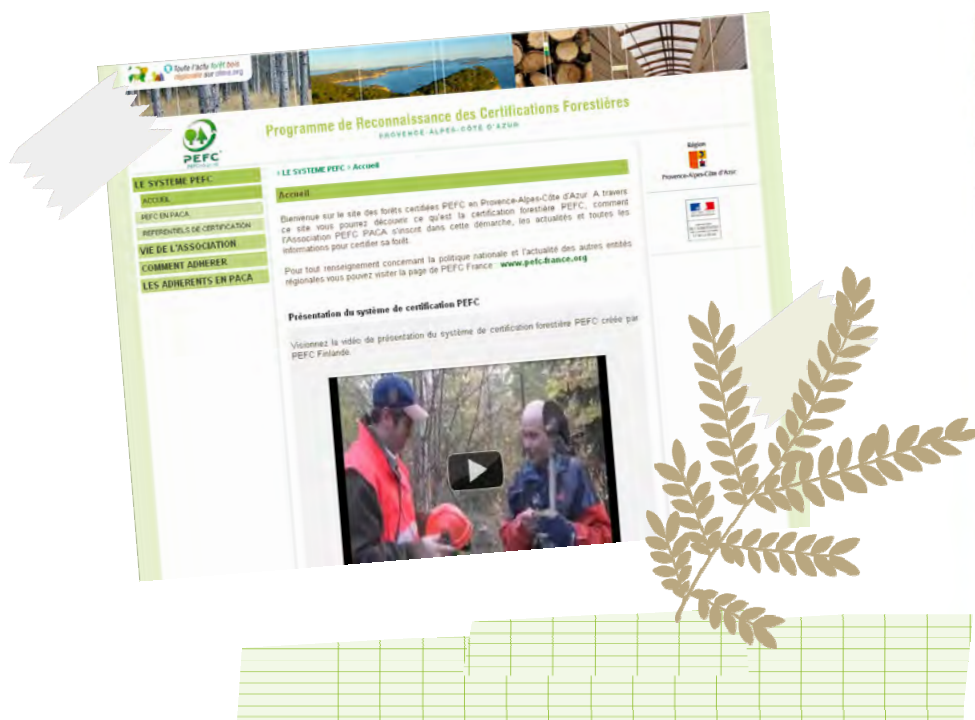 Toute l'actu forêt bois
régionale sur ofme.org
PEFC
Programme de Reconnaissance des Certifications Forestières
PROVENCE-ALPES-CÔTE D'AZUR
LE SYSTEME PEFC
ACCUEIL
PEFC EN PACA
REFERENTIELS DE CERTIFICATION
VIE DE L'ASSOCIATION
COMMENT ADHERER
LES ADHERENTS EN PACA
› LE SYSTEME PEFC › Accueil
Accueil
Bienvenue sur le site des forêts certifiées PEFC en Provence-Alpes-Côte d'Azur. A travers
ce site vous pourrez découvrir ce qu'est la certification forestière PEFC, comment
l'Association PEFC PACA s'inscrit dans cette démarche, les actualités et toutes les
informations pour certifier sa forêt.
Pour tout renseignement concernant la politique nationale et l'actualité des autres entités
régionales vous pouvez visiter la page de PEFC France : www.pefc-france.org
Présentation du système de certification PEFC
Visionnez la vidéo de présentation du système de certification forestière PEFC créée par
PEFC Finlande.
Région
Provence-Alpes-Côte d'Azur